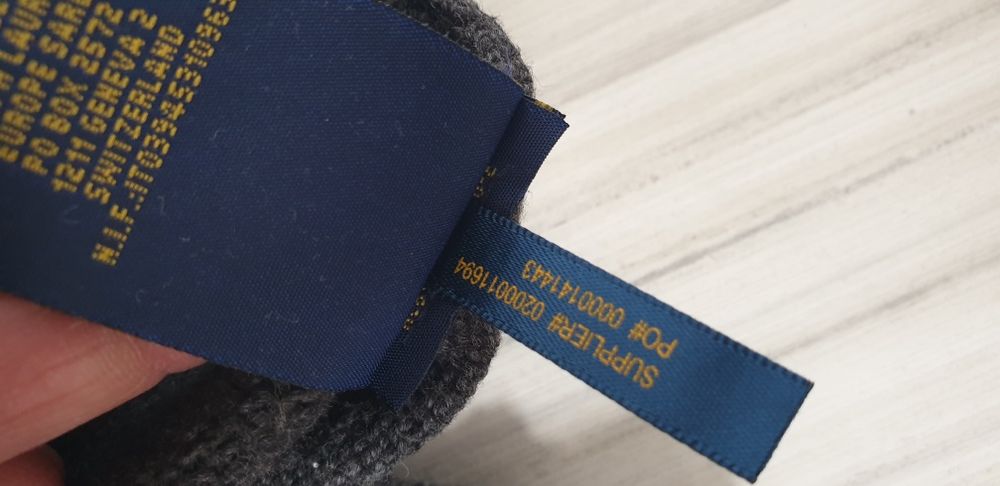 EUROPE SARL
PO BOX 2572
1211 GENEVA 2
SWITZERLAND
SUPPLIER# 0200011694
PO# 0000141443